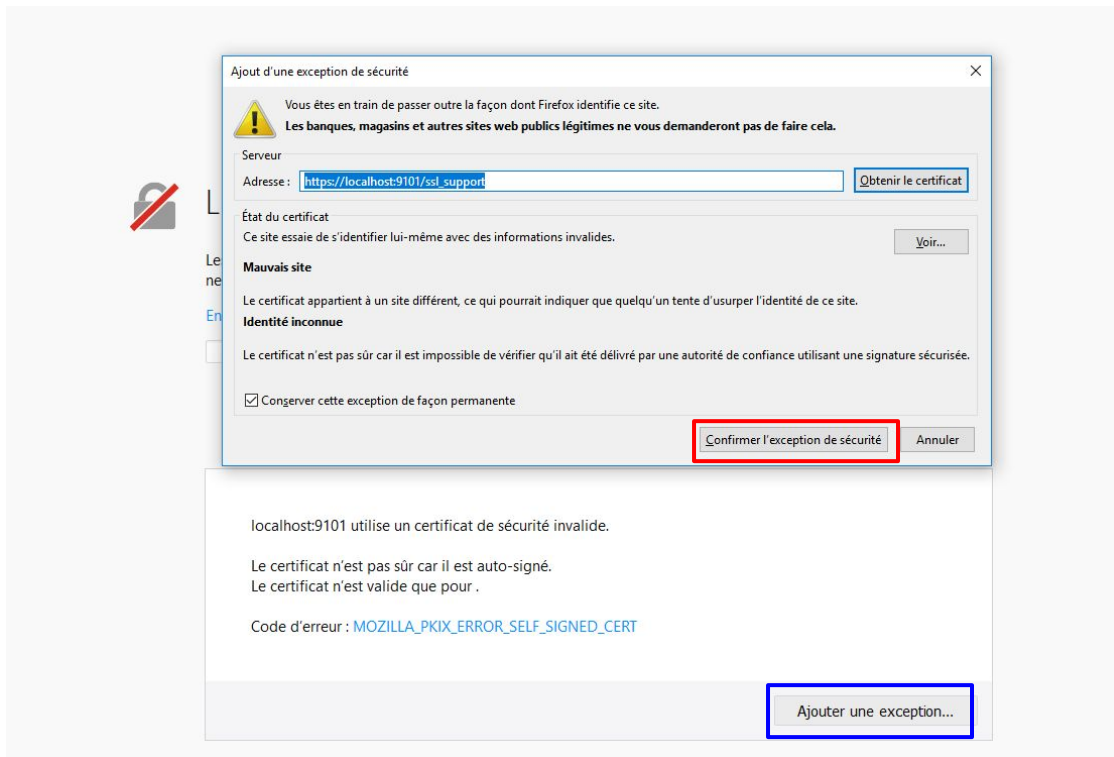 Ajout d'une exception de sécurité
Vous êtes en train de passer outre la façon dont Firefox identifie ce site.
Les banques, magasins et autres sites web publics légitimes ne vous demanderont pas de faire cela.
Serveur
Adresse : https://localhost:9101/ssl_support
Obtenir le certificat
État du certificat
Ce site essaie de s'identifier lui-même avec des informations invalides.
Voir...
Mauvais site
Le certificat appartient à un site différent, ce qui pourrait indiquer que quelqu'un tente d'usurper l'identité de ce site.
Identité inconnue
Le certificat n'est pas sûr car il est impossible de vérifier qu'il ait été délivré par une autorité de confiance utilisant une signature sécurisée.
Conserver cette exception de façon permanente
Confirmer l'exception de sécurité
Annuler
L
Le
ne
En
localhost:9101 utilise un certificat de sécurité invalide.
Le certificat n'est pas sûr car il est auto-signé.
Le certificat n'est valide que pour .
Code d'erreur : MOZILLA_PKIX_ERROR_SELF_SIGNED_CERT
Ajouter une exception...